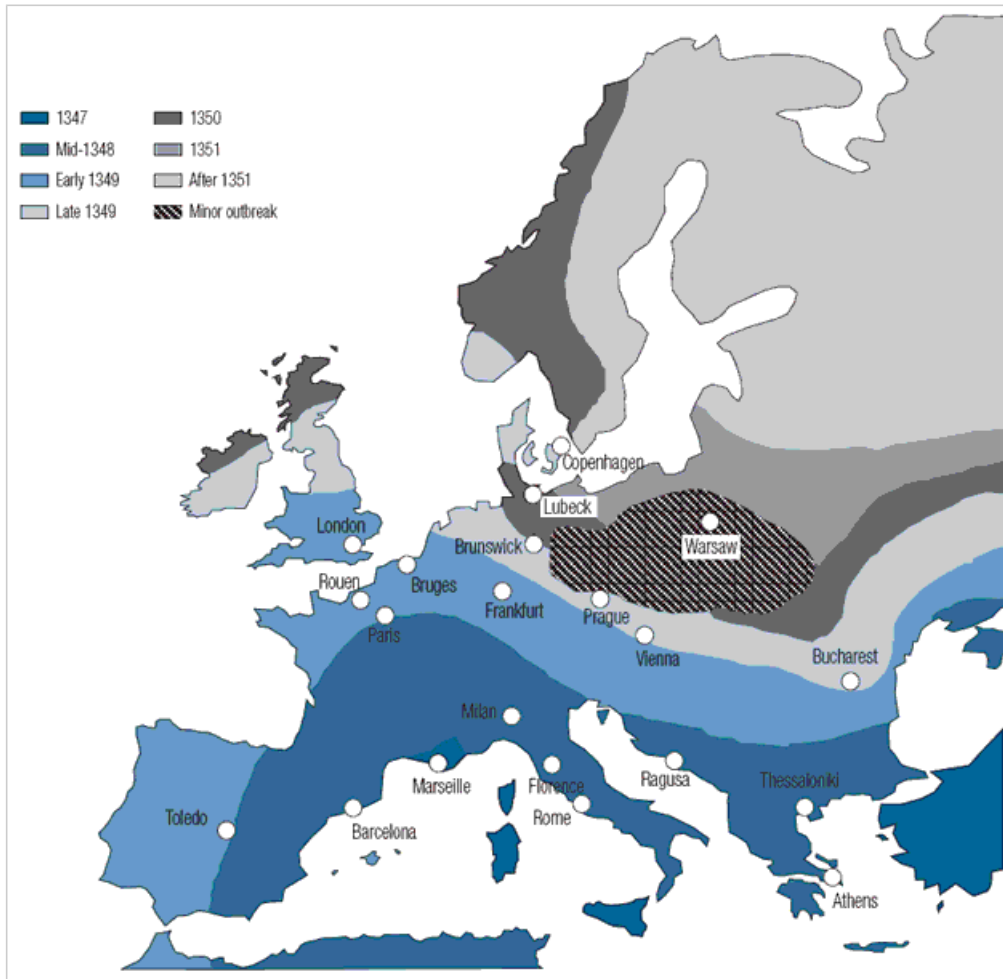 1347
Mid-1348
Early 1349
Late 1349
1350
1351
After 1351
Minor outbreak
Copenhagen
Lubeck
London
Brunswick
Warsaw
Rouen
Bruges
Frankfurt
Prague
Paris
Vienna
Bucharest
Milan
Marseille
Florence
Ragusa
Thessaloniki
Toledo
Rome
Barcelona
Athens